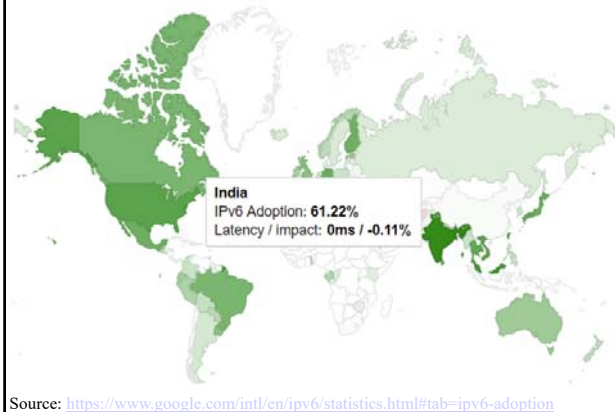 India
IPv6 Adoption: 61.22%
Latency / impact: 0ms / -0.11%
Source: https://www.google.com/intl/en/ipv6/statistics.html#tab=ipv6-adoption